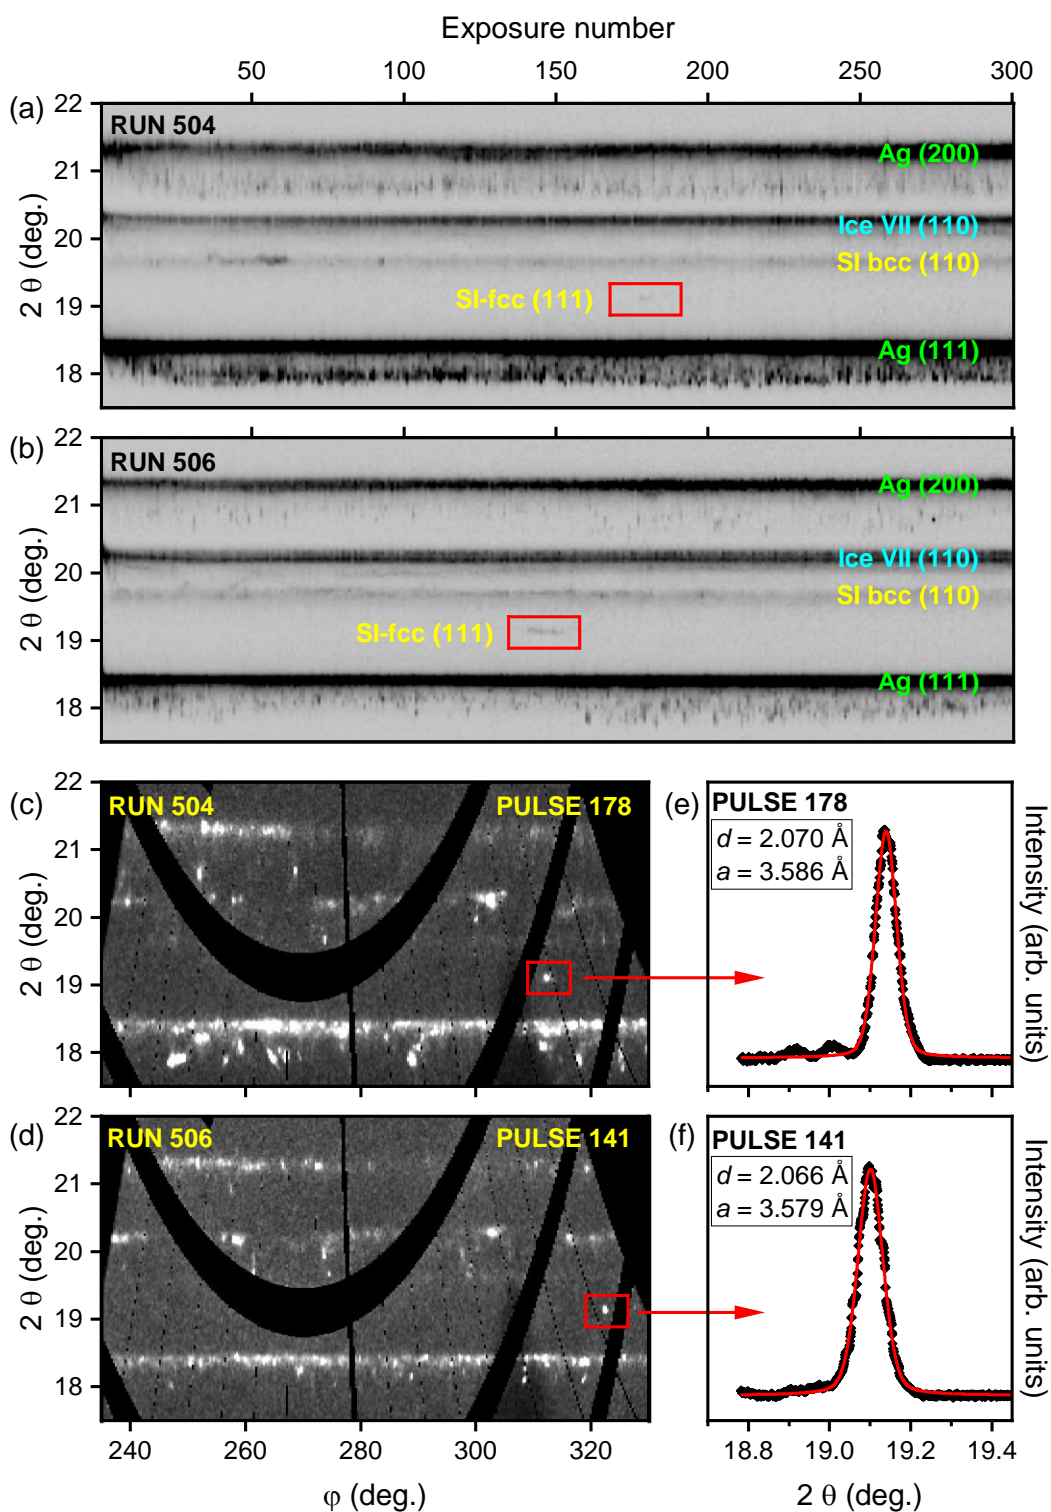 Exposure number
50 100 150 200 250 300
(a)
RUN 504
22
21
20
19
18
2 θ (deg.)
Ag (200)
Ice VII (110)
SI bcc (110)
SI-fcc (111)
Ag (111)
(b)
RUN 506
22
21
20
19
18
2 θ (deg.)
Ag (200)
Ice VII (110)
SI bcc (110)
SI-fcc (111)
Ag (111)
(c)
RUN 504 PULSE 178
22
21
20
19
18
2 θ (deg.)
(e)
PULSE 178
d = 2.070 Å
a = 3.586 Å
Intensity (arb. units)
(d)
RUN 506 PULSE 141
22
21
20
19
18
2 θ (deg.)
240 260 280 300 320
φ (deg.)
(f)
PULSE 141
d = 2.066 Å
a = 3.579 Å
Intensity (arb. units)
18.8 19.0 19.2 19.4
2 θ (deg.)